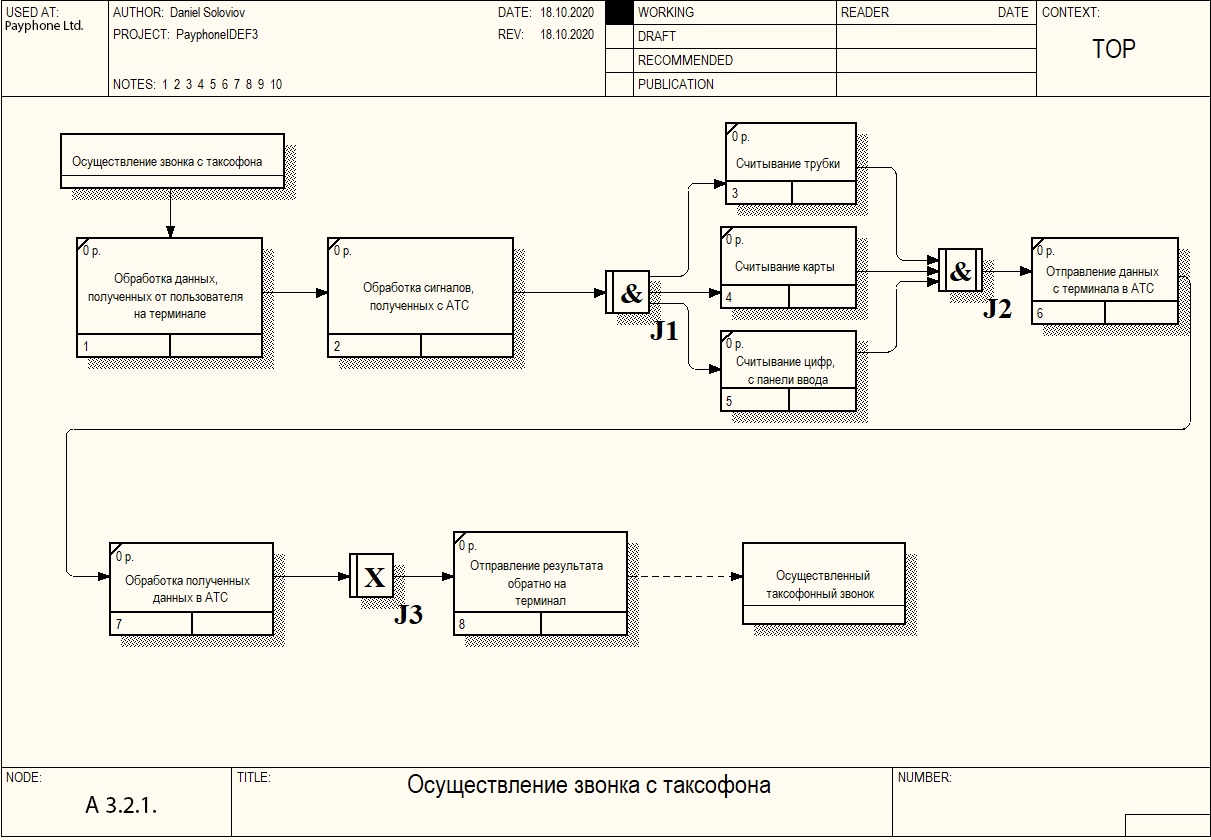 USED AT:
Payphone Ltd.
AUTHOR: Daniel Soloviov
DATE: 18.10.2020
PROJECT: PayphoneIDEF3
REV: 18.10.2020
NOTES: 1 2 3 4 5 6 7 8 9 10
WORKING
DRAFT
RECOMMENDED
PUBLICATION
READER DATE
CONTEXT:
TOP
Осуществление звонка с таксофона
0 р.
Обработка данных,
полученных от пользователя
на терминале
1
0 р.
Обработка сигналов,
полученных с АТС
2
&
J1
0 р.
Считывание трубки
3
0 р.
Считывание карты
4
0 р.
Считывание цифр,
с панели ввода
5
&
J2
0 р.
Отправление данных
с терминала в АТС
6
0 р.
Обработка полученных
данных в АТС
7
X
J3
0 р.
Отправление результата
обратно на
терминал
8
Осуществленный
таксофонный звонок
NODE:
А 3.2.1.
TITLE:
Осуществление звонка с таксофона
NUMBER: